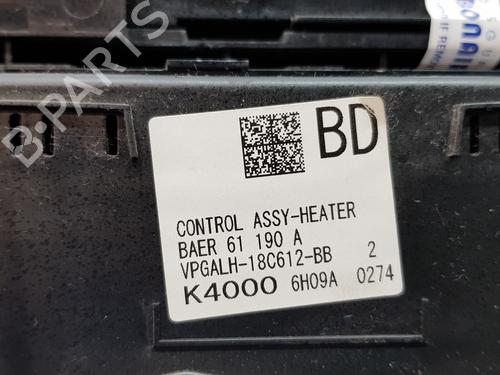 BD
CONTROL ASSY-HEATER
BAER 61 190 A
VPGALH-18C612-BB 2
K4000 6H09A 0274
B-PARTS